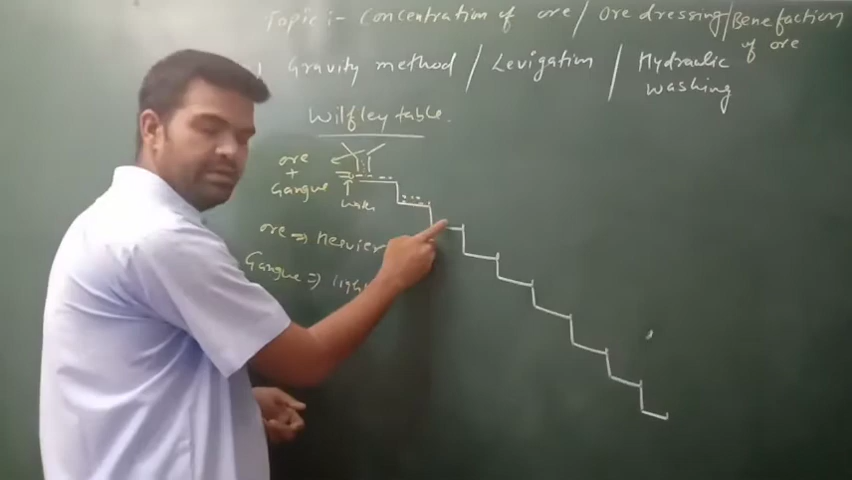 Topic :- Concentration of ore / Ore dressing / Benefaction of ore
Gravity method / Levigation / Hydraulic washing
Wilfley table.
ore
+
Gangue
ore => Heavier
Gangue => ligh